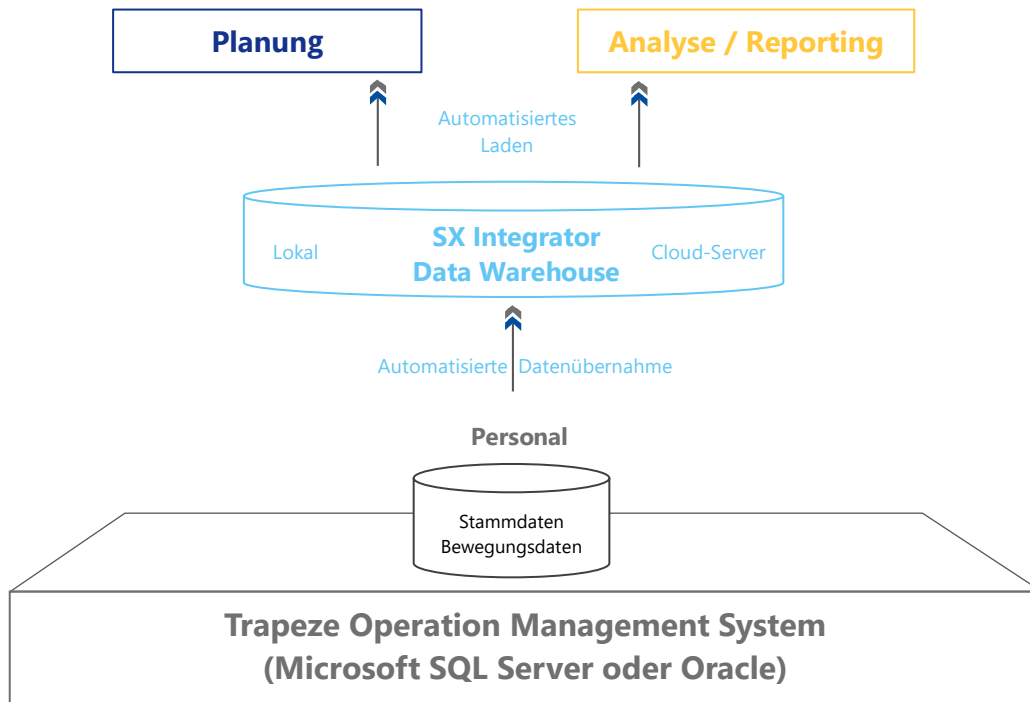 Planung
Analyse / Reporting
Automatisiertes
Laden
Lokal
SX Integrator
Data Warehouse
Cloud-Server
Automatisierte Datenübernahme
Personal
Stammdaten
Bewegungsdaten
Trapeze Operation Management System
(Microsoft SQL Server oder Oracle)